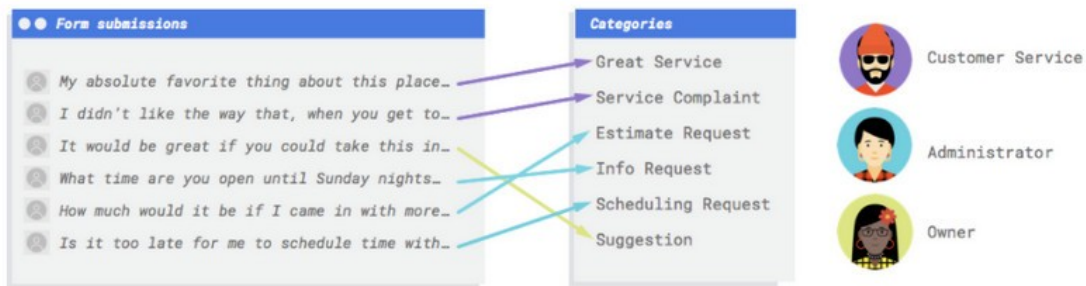 Form submissions
My absolute favorite thing about this place…
I didn't like the way that, when you get to…
It would be great if you could take this in…
What time are you open until Sunday nights…
How much would it be if I came in with more…
Is it too late for me to schedule time with…
Categories
Great Service
Service Complaint
Estimate Request
Info Request
Scheduling Request
Suggestion
Customer Service
Administrator
Owner